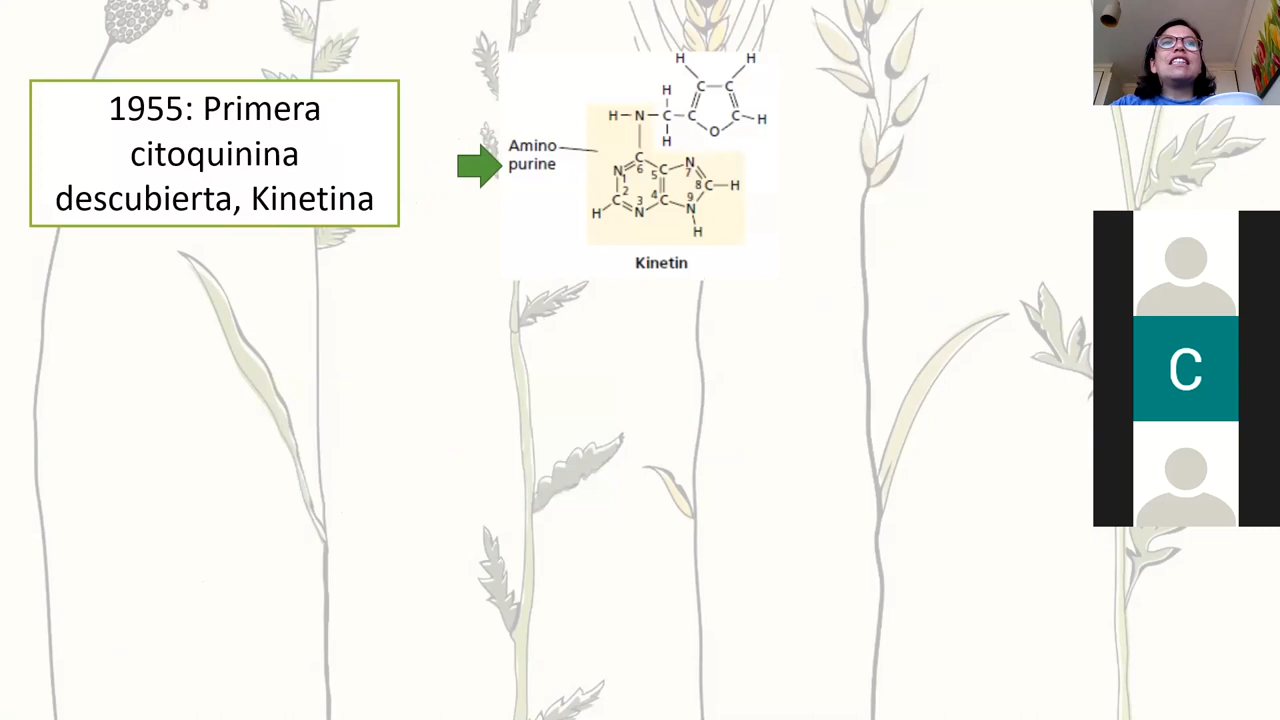 1955: Primera
citoquinina
descubierta, Kinetina
Amino
purine
H H
H C C
H–N–C–C C–H
H O
C
N 1 6 5 C N 7
2 8 C–H
C 3 4 C 9 N
H N H
Kinetin
C